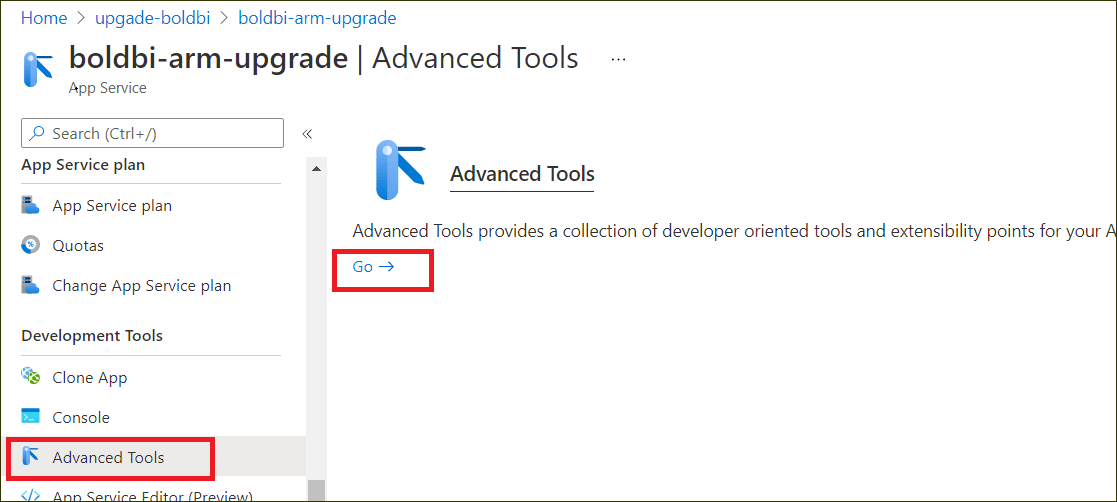 Home > upgade-boldbi > boldbi-arm-upgrade
boldbi-arm-upgrade | Advanced Tools ...
App Service
Search (Ctrl+/) «
App Service plan
App Service plan
Quotas
Change App Service plan
Development Tools
Clone App
Console
Advanced Tools
App Service Editor (Preview)
Advanced Tools
Advanced Tools provides a collection of developer oriented tools and extensibility points for your A
Go →